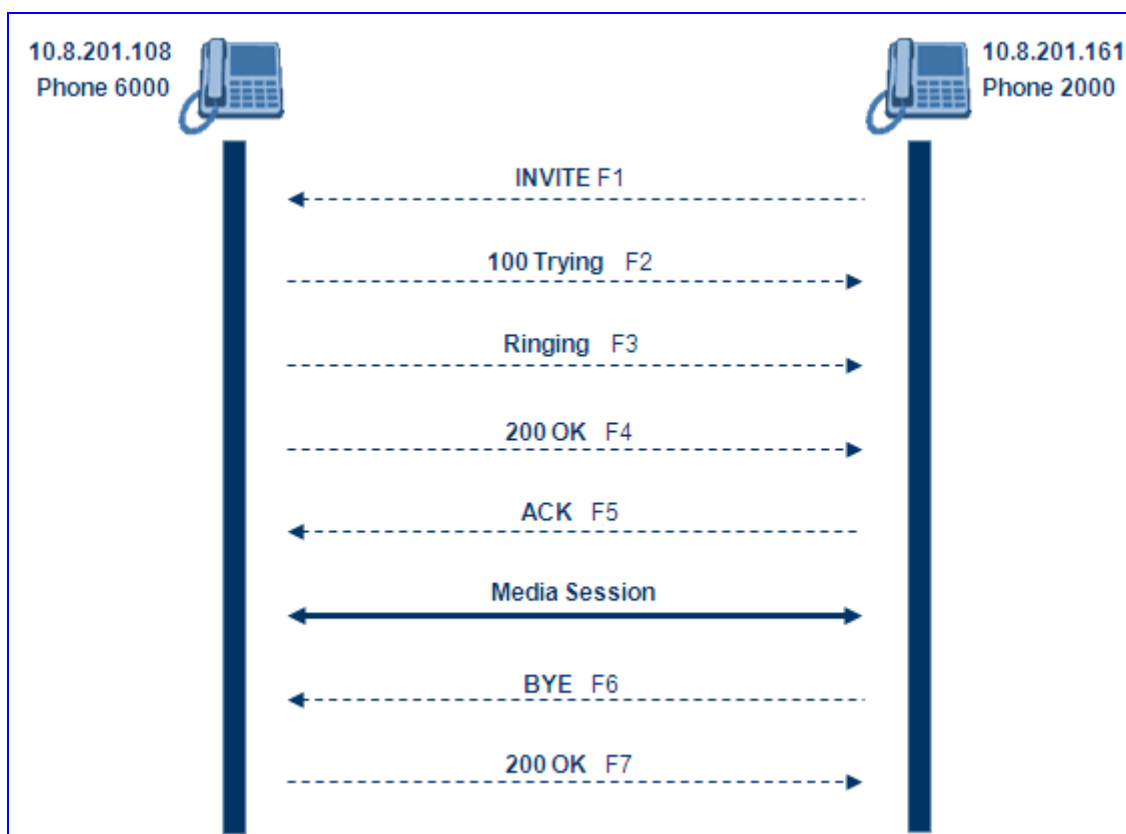 10.8.201.108
Phone 6000
10.8.201.161
Phone 2000
INVITE F1
100 Trying F2
Ringing F3
200 OK F4
ACK F5
Media Session
BYE F6
200 OK F7